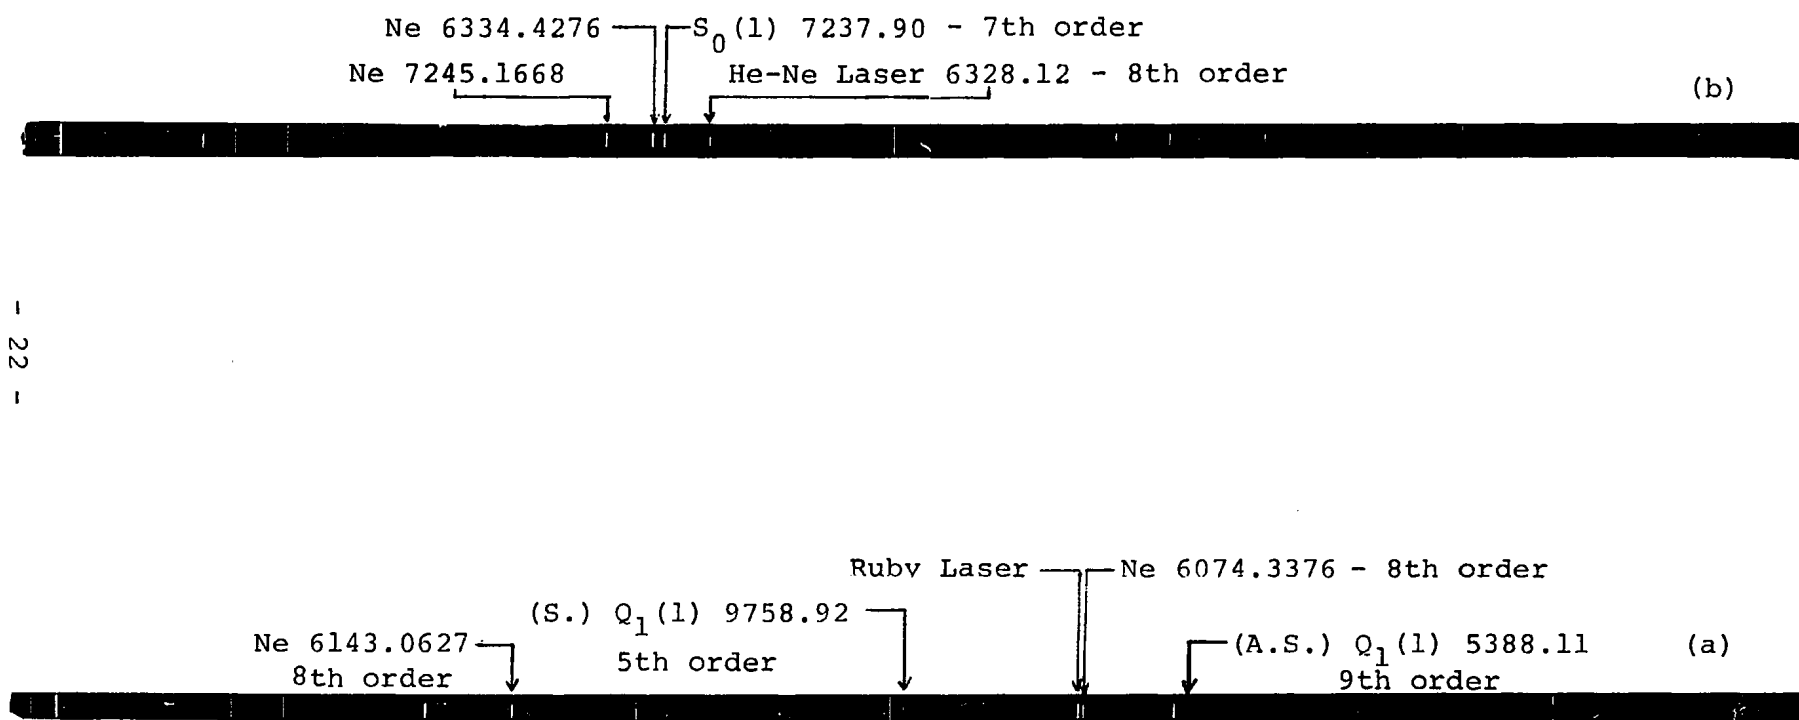 Ne 6334.4276 S0(1) 7237.90 - 7th order
Ne 7245.1668 He-Ne Laser 6328.12 - 8th order
(b)
- 22 -
Rubv Laser Ne 6074.3376 - 8th order
(S.) Q1(1) 9758.92
5th order
Ne 6143.0627
8th order
(A.S.) Q1(1) 5388.11
9th order
(a)